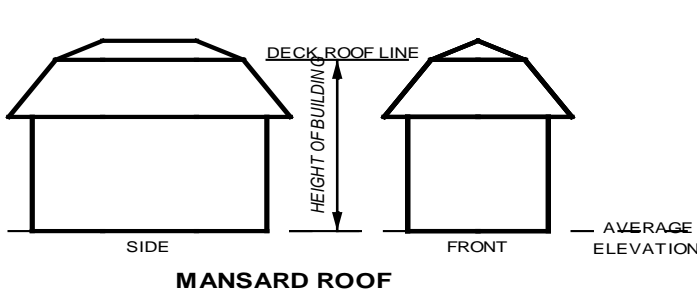 DECK ROOF LINE
HEIGHT OF BUILDING
AVERAGE
ELEVATION
SIDE
FRONT
MANSARD ROOF